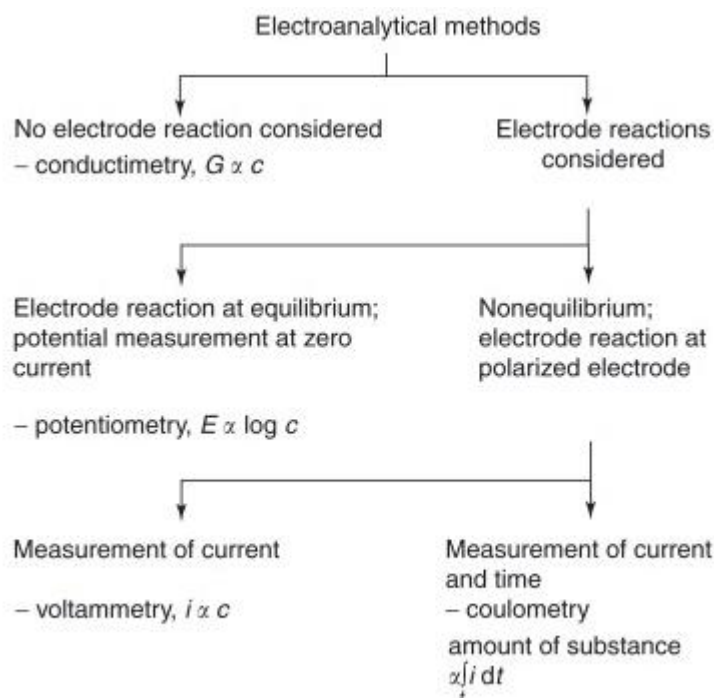 Electroanalytical methods
No electrode reaction considered
– conductimetry, G α c
Electrode reactions
considered
Electrode reaction at equilibrium;
potential measurement at zero
current
– potentiometry, E α log c
Nonequilibrium;
electrode reaction at
polarized electrode
Measurement of current
– voltammetry, i α c
Measurement of current
and time
– coulometry
amount of substance
α∫i dt
t